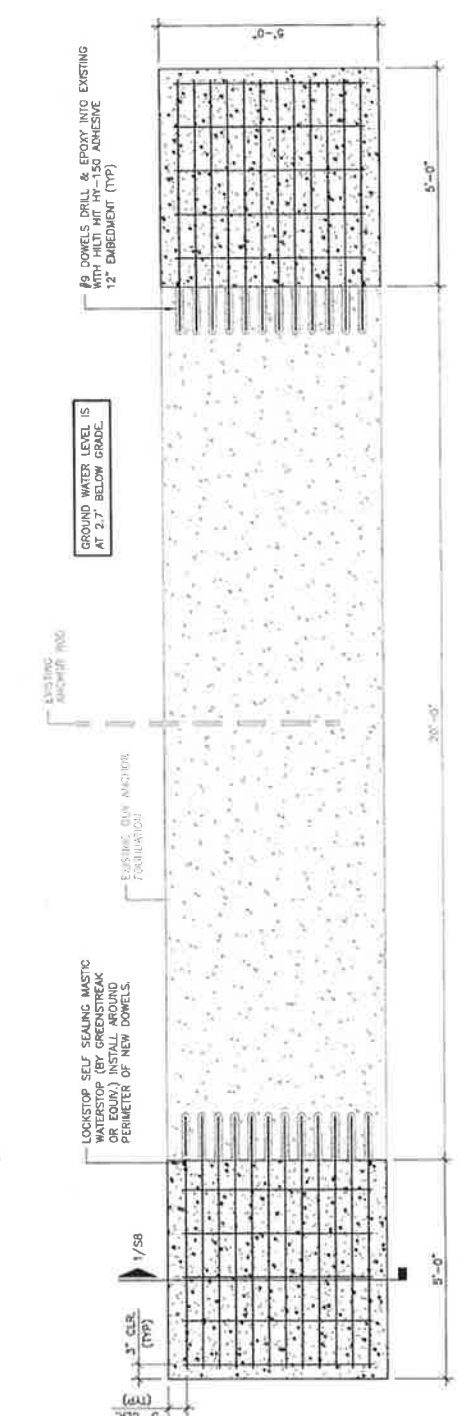 #9 DOWELS DRILL & EPOXY INTO EXISTING
WITH HILTI HIT HY-150 ADHESIVE
12" EMBEDMENT (TYP)
5'-0"
5'-0"
GROUND WATER LEVEL IS
AT 2.7' BELOW GRADE.
EXISTING
ANCHOR ROD
EXISTING GUY ANCHOR
FOUNDATION
20'-0"
LOCKSTOP SELF SEALING MASTIC
WATERSTOP (BY GREENSTREAK
OR EQUIV.) INSTALL AROUND
PERIMETER OF NEW DOWELS.
1/S8
3" CLR.
(TYP)
(TYP)
5'-0"